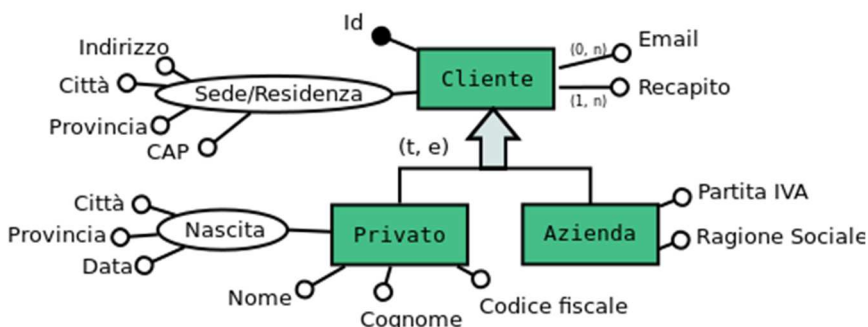 Id
Indirizzo
Città
Provincia
CAP
Sede/Residenza
Cliente
(0, n)
Email
(1, n)
Recapito
(t, e)
Città
Provincia
Data
Nascita
Privato
Nome
Cognome
Codice fiscale
Azienda
Partita IVA
Ragione Sociale